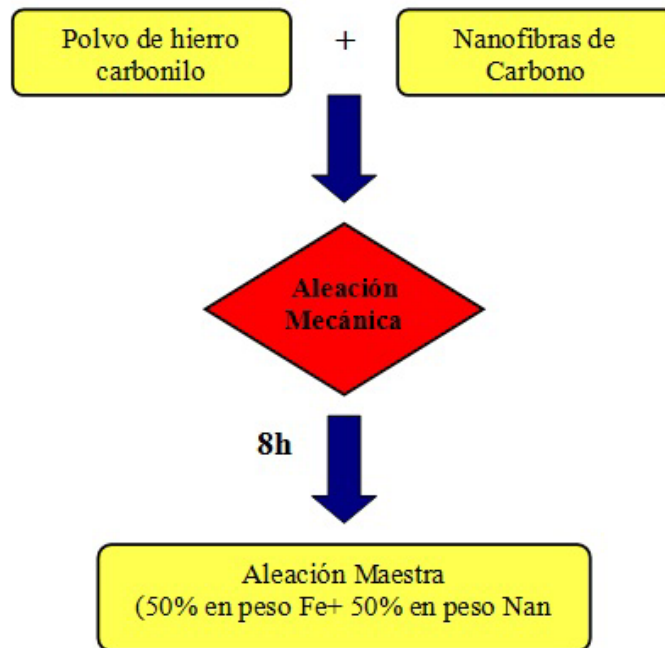 Polvo de hierro
carbonilo
+
Nanofibras de
Carbono
Aleación
Mecánica
8h
Aleación Maestra
(50% en peso Fe+ 50% en peso Nan